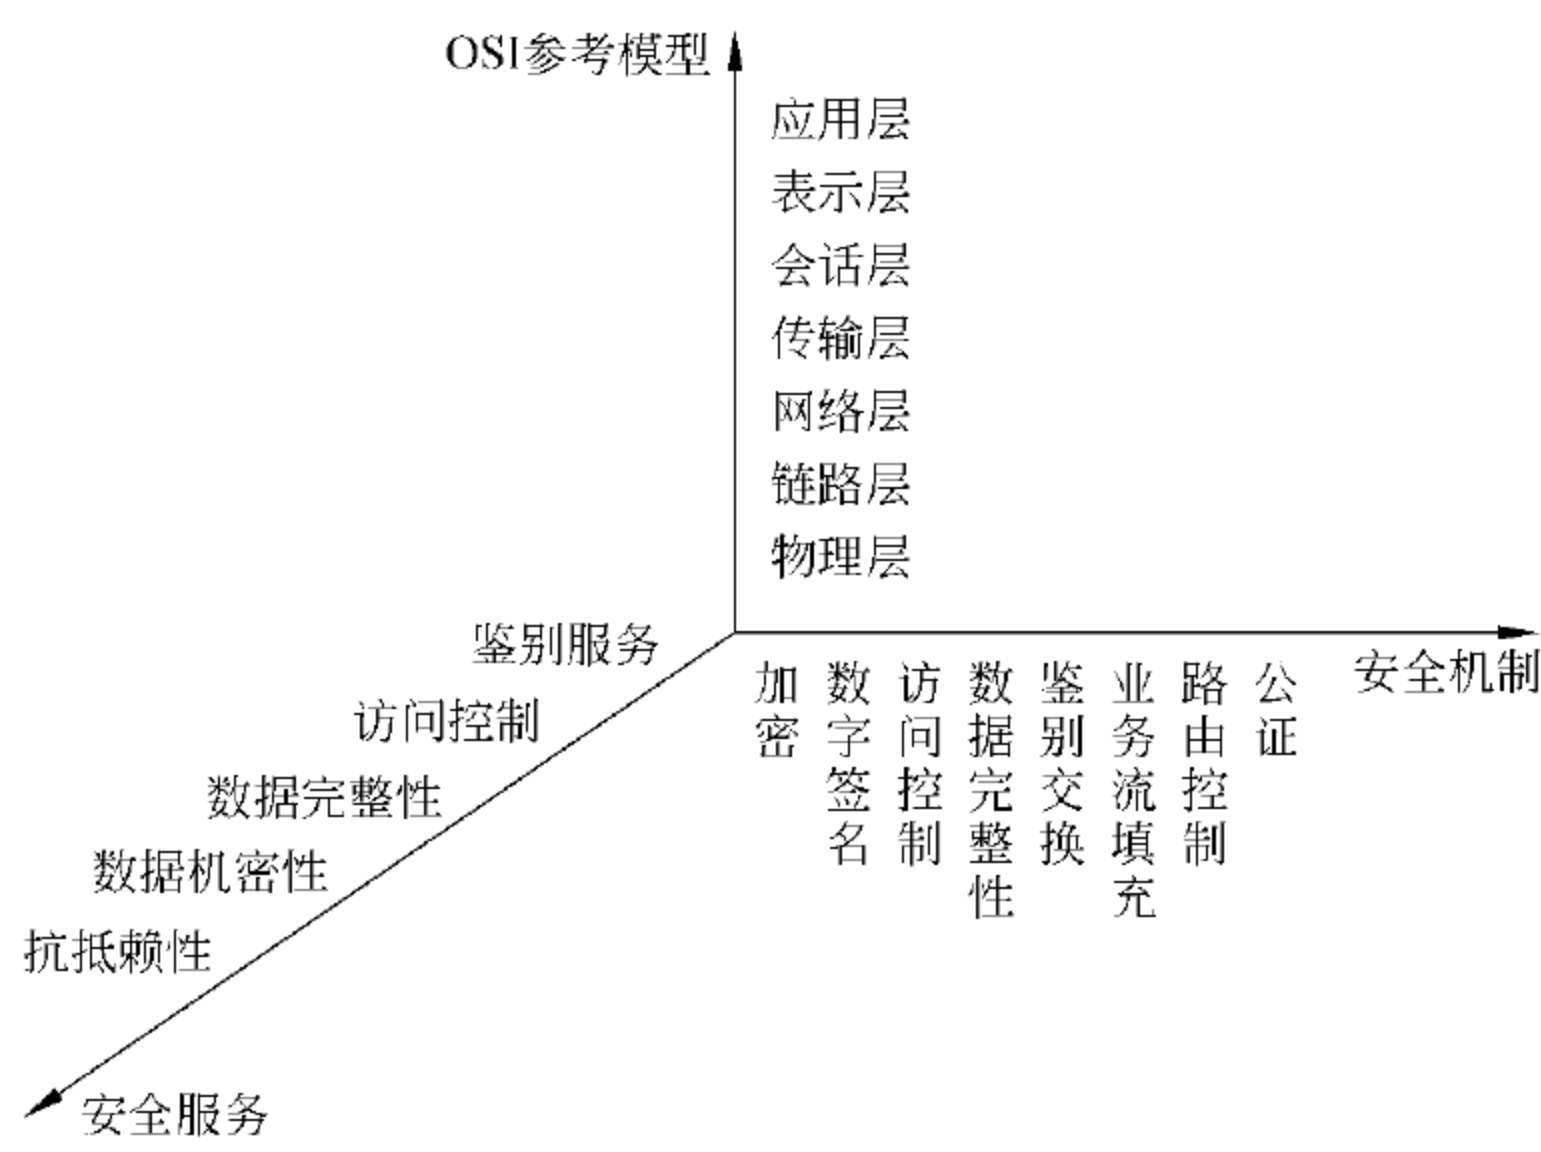 OSI参考模型
应用层
表示层
会话层
传输层
网络层
链路层
物理层
鉴别服务
访问控制
数据完整性
数据机密性
抗抵赖性
安全服务
加密
数字签名
访问控制
数据完整性
鉴别交换
业务流填充
路由控制
公证
安全机制